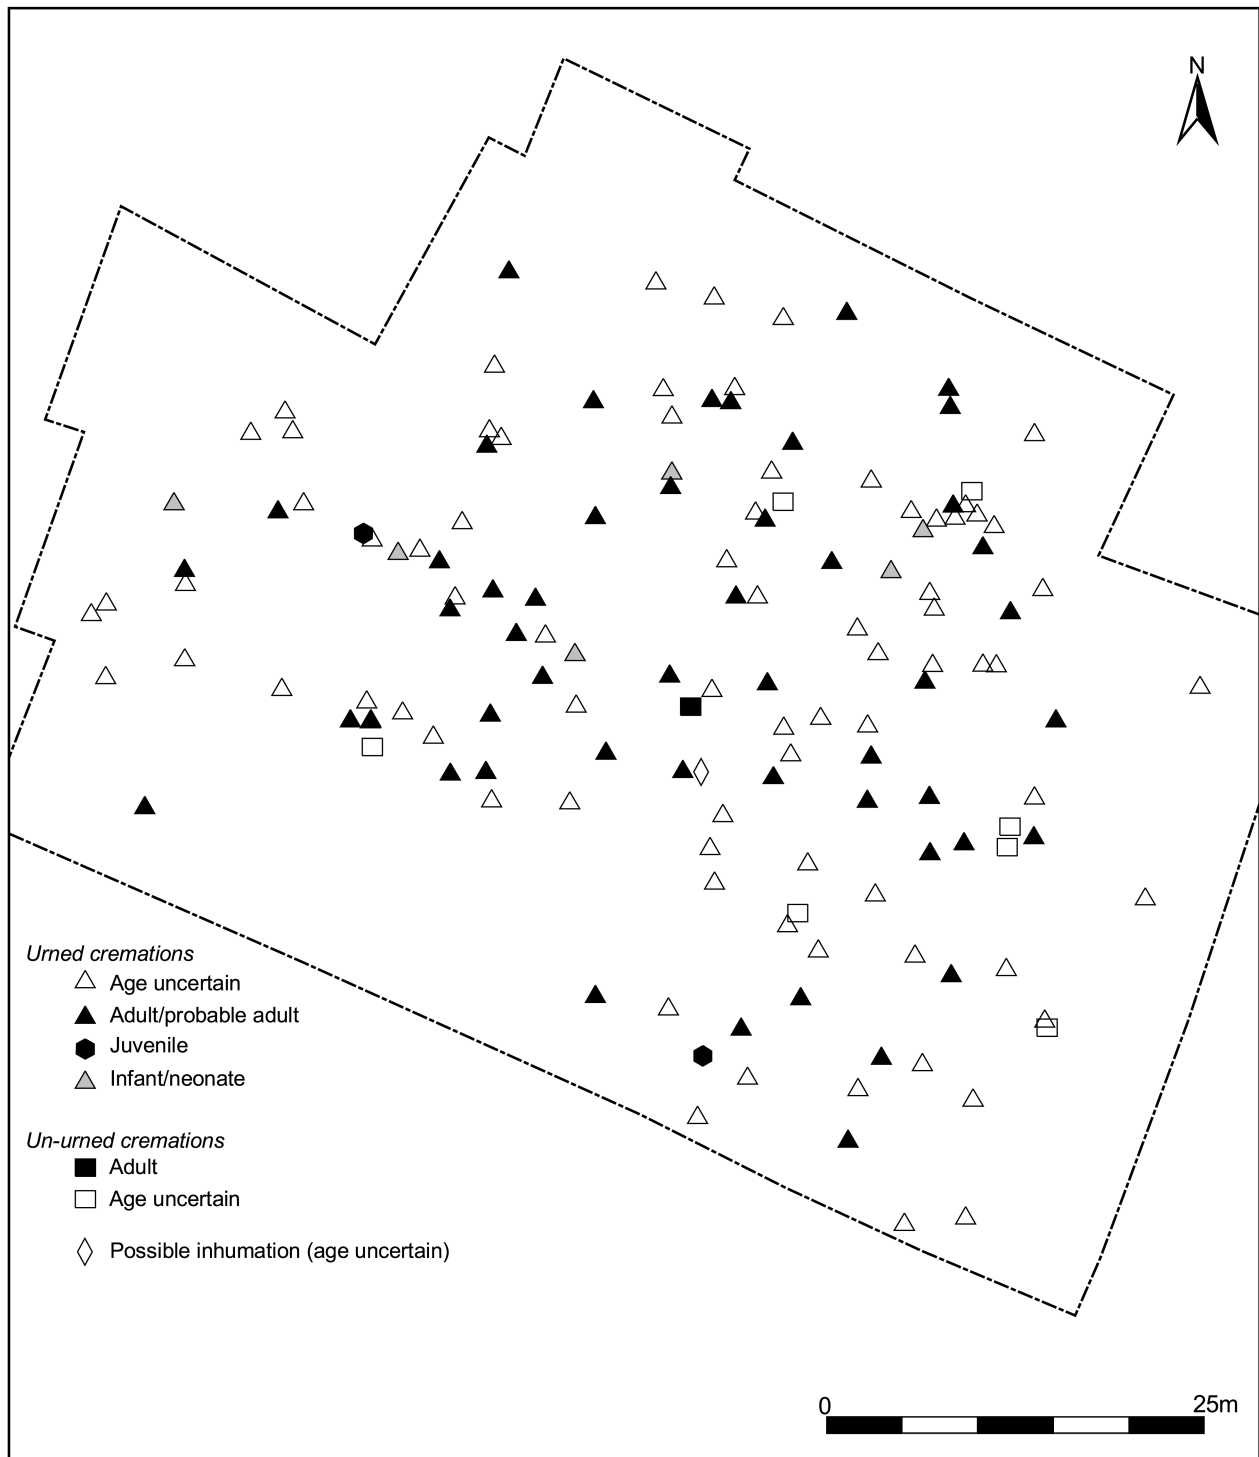 N
Urned cremations
Age uncertain
Adult/probable adult
Juvenile
Infant/neonate
Un-urned cremations
Adult
Age uncertain
Possible inhumation (age uncertain)
0 25m